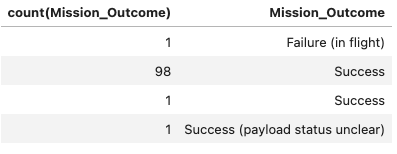 count(Mission_Outcome) Mission_Outcome
1 Failure (in flight)
98 Success
1 Success
1 Success (payload status unclear)